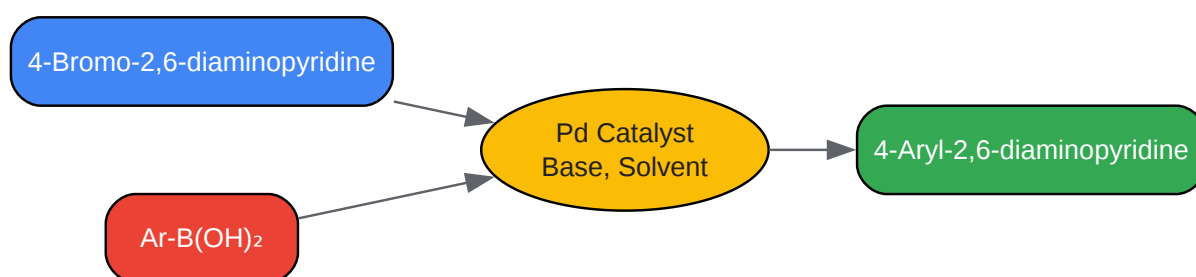 4-Bromo-2,6-diaminopyridine
Ar-B(OH)₂
Pd Catalyst
Base, Solvent
4-Aryl-2,6-diaminopyridine